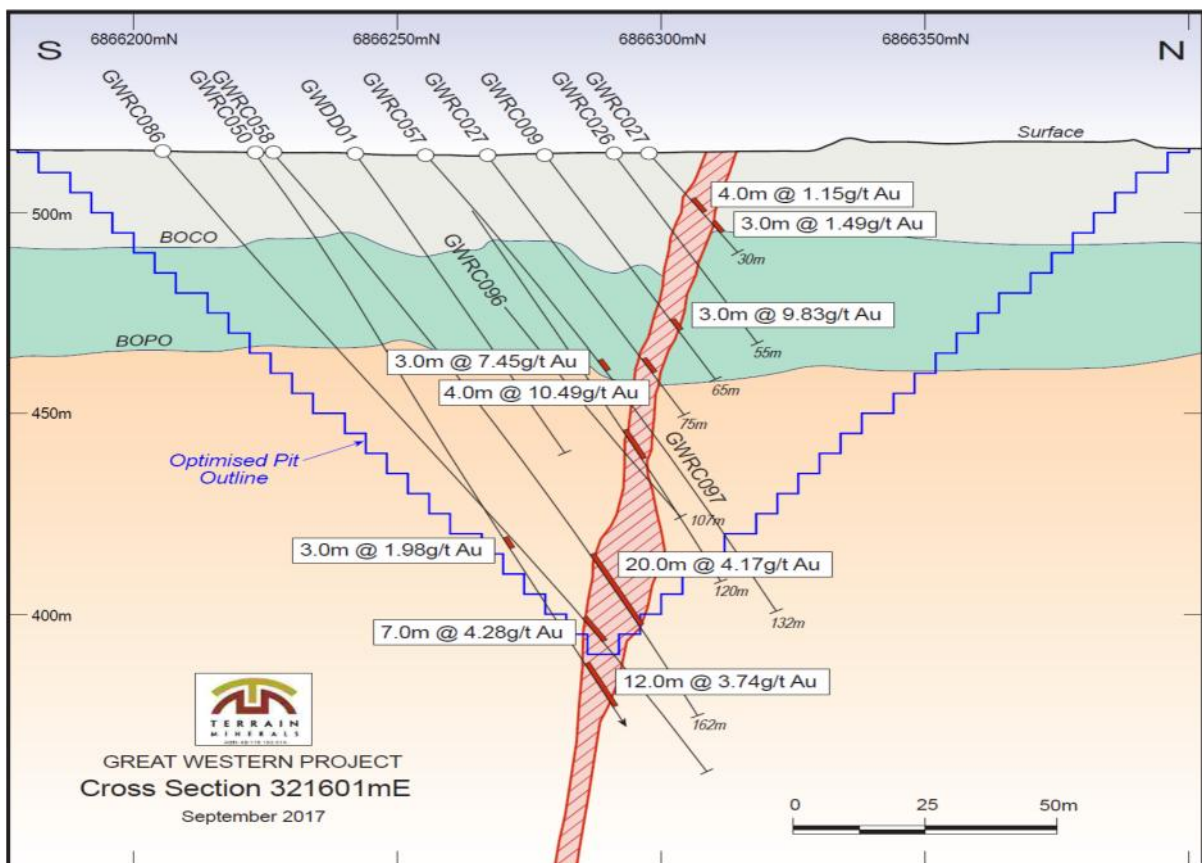 6866200mN
6866250mN
6866300mN
6866350mN
S
N
GWRC086
GWRC050
GWRC058
GWDD01
GWRC057
GWRC027
GWRC009
GWRC026
GWRC027
Surface
4.0m @ 1.15g/t Au
500m
3.0m @ 1.49g/t Au
BOCO
30m
GWRC096
3.0m @ 9.83g/t Au
BOPO
55m
3.0m @ 7.45g/t Au
65m
4.0m @ 10.49g/t Au
450m
75m
GWRC097
Optimised Pit
Outline
107m
3.0m @ 1.98g/t Au
20.0m @ 4.17g/t Au
120m
400m
132m
7.0m @ 4.28g/t Au
12.0m @ 3.74g/t Au
162m
TERRAIN
MINERALS
GREAT WESTERN PROJECT
Cross Section 321601mE
September 2017
0 25 50m